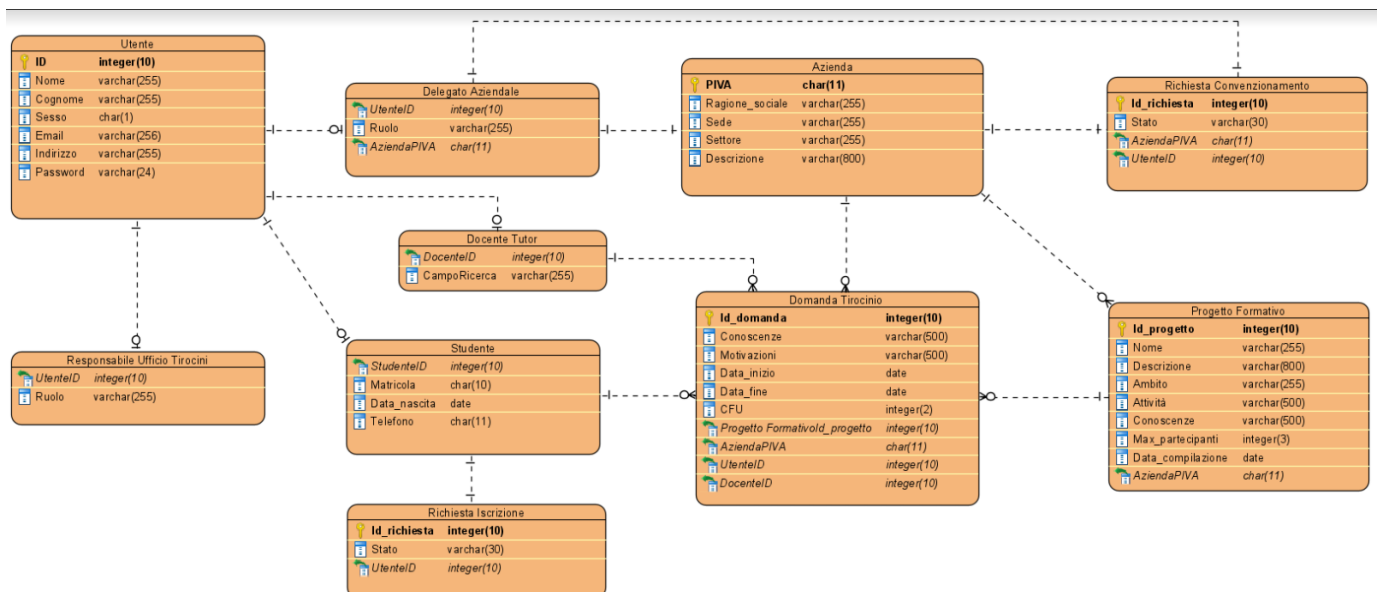 Utente
ID integer(10)
Nome varchar(255)
Cognome varchar(255)
Sesso char(1)
Email varchar(256)
Indirizzo varchar(255)
Password varchar(24)
Delegato Aziendale
UtenteID integer(10)
Ruolo varchar(255)
AziendaPIVA char(11)
Azienda
PIVA char(11)
Ragione_sociale varchar(255)
Sede varchar(255)
Settore varchar(255)
Descrizione varchar(800)
Richiesta Convenzionamento
Id_richiesta integer(10)
Stato varchar(30)
AziendaPIVA char(11)
UtenteID integer(10)
Docente Tutor
DocenteID integer(10)
CampoRicerca varchar(255)
Responsabile Ufficio Tirocini
UtenteID integer(10)
Ruolo varchar(255)
Studente
StudenteID integer(10)
Matricola char(10)
Data_nascita date
Telefono char(11)
Domanda Tirocinio
Id_domanda integer(10)
Conoscenze varchar(500)
Motivazioni varchar(500)
Data_inizio date
Data_fine date
CFU integer(2)
Progetto FormativoId_progetto integer(10)
AziendaPIVA char(11)
UtenteID integer(10)
DocenteID integer(10)
Progetto Formativo
Id_progetto integer(10)
Nome varchar(255)
Descrizione varchar(800)
Ambito varchar(255)
Attività varchar(500)
Conoscenze varchar(500)
Max_partecipanti integer(3)
Data_compilazione date
AziendaPIVA char(11)
Richiesta Iscrizione
Id_richiesta integer(10)
Stato varchar(30)
UtenteID integer(10)